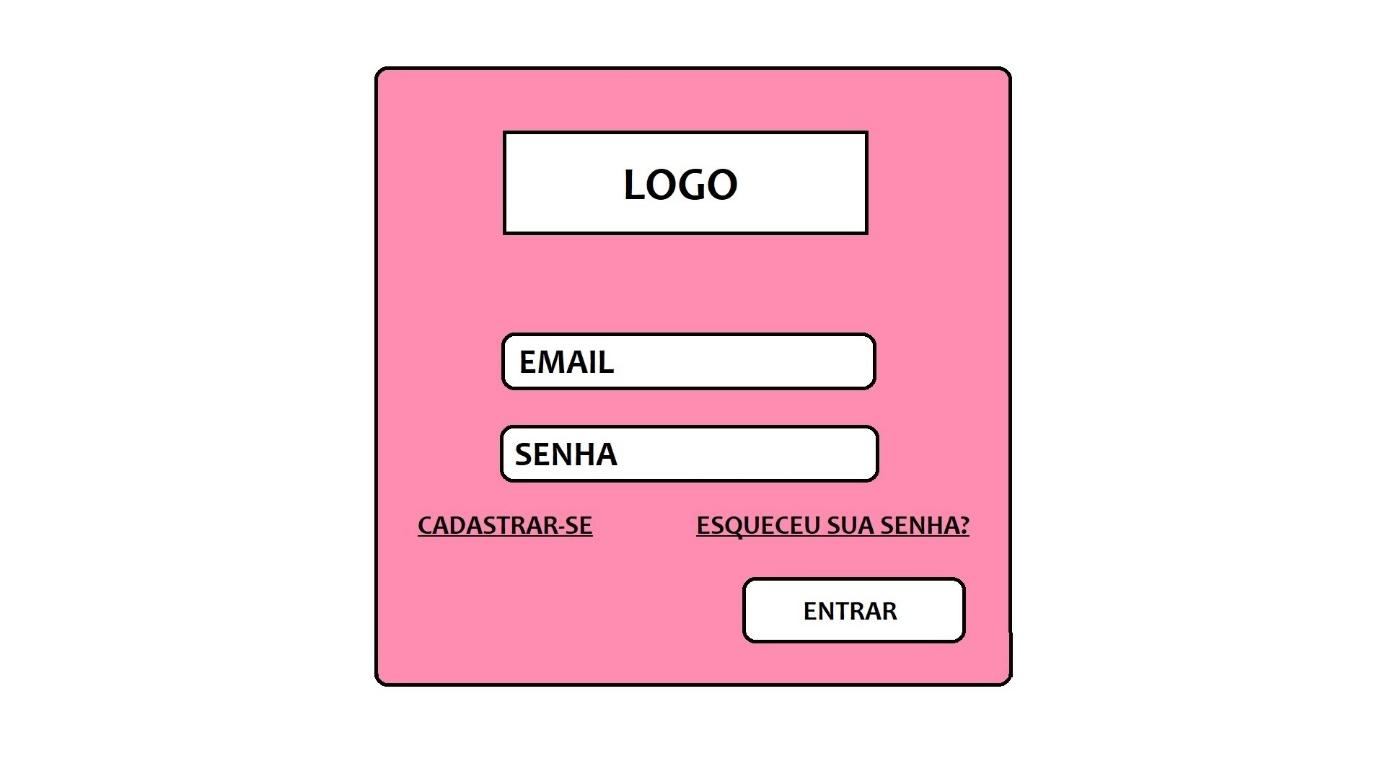 LOGO
EMAIL
SENHA
CADASTRAR-SE
ESQUECEU SUA SENHA?
ENTRAR